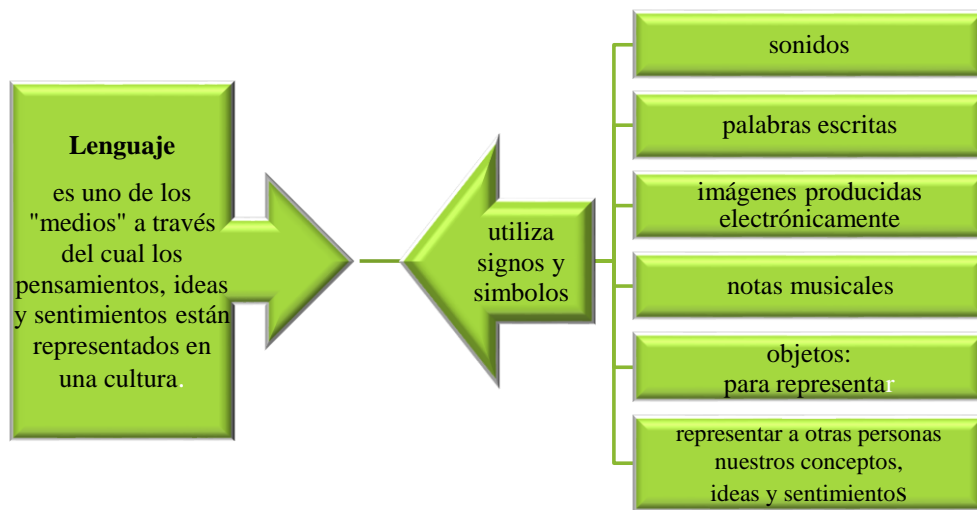 Lenguaje
es uno de los
"medios" a través
del cual los
pensamientos, ideas
y sentimientos están
representados en
una cultura.
utiliza
signos y
simbolos
sonidos
palabras escritas
imágenes producidas
electrónicamente
notas musicales
objetos:
para representar
representar a otras personas
nuestros conceptos,
ideas y sentimientos